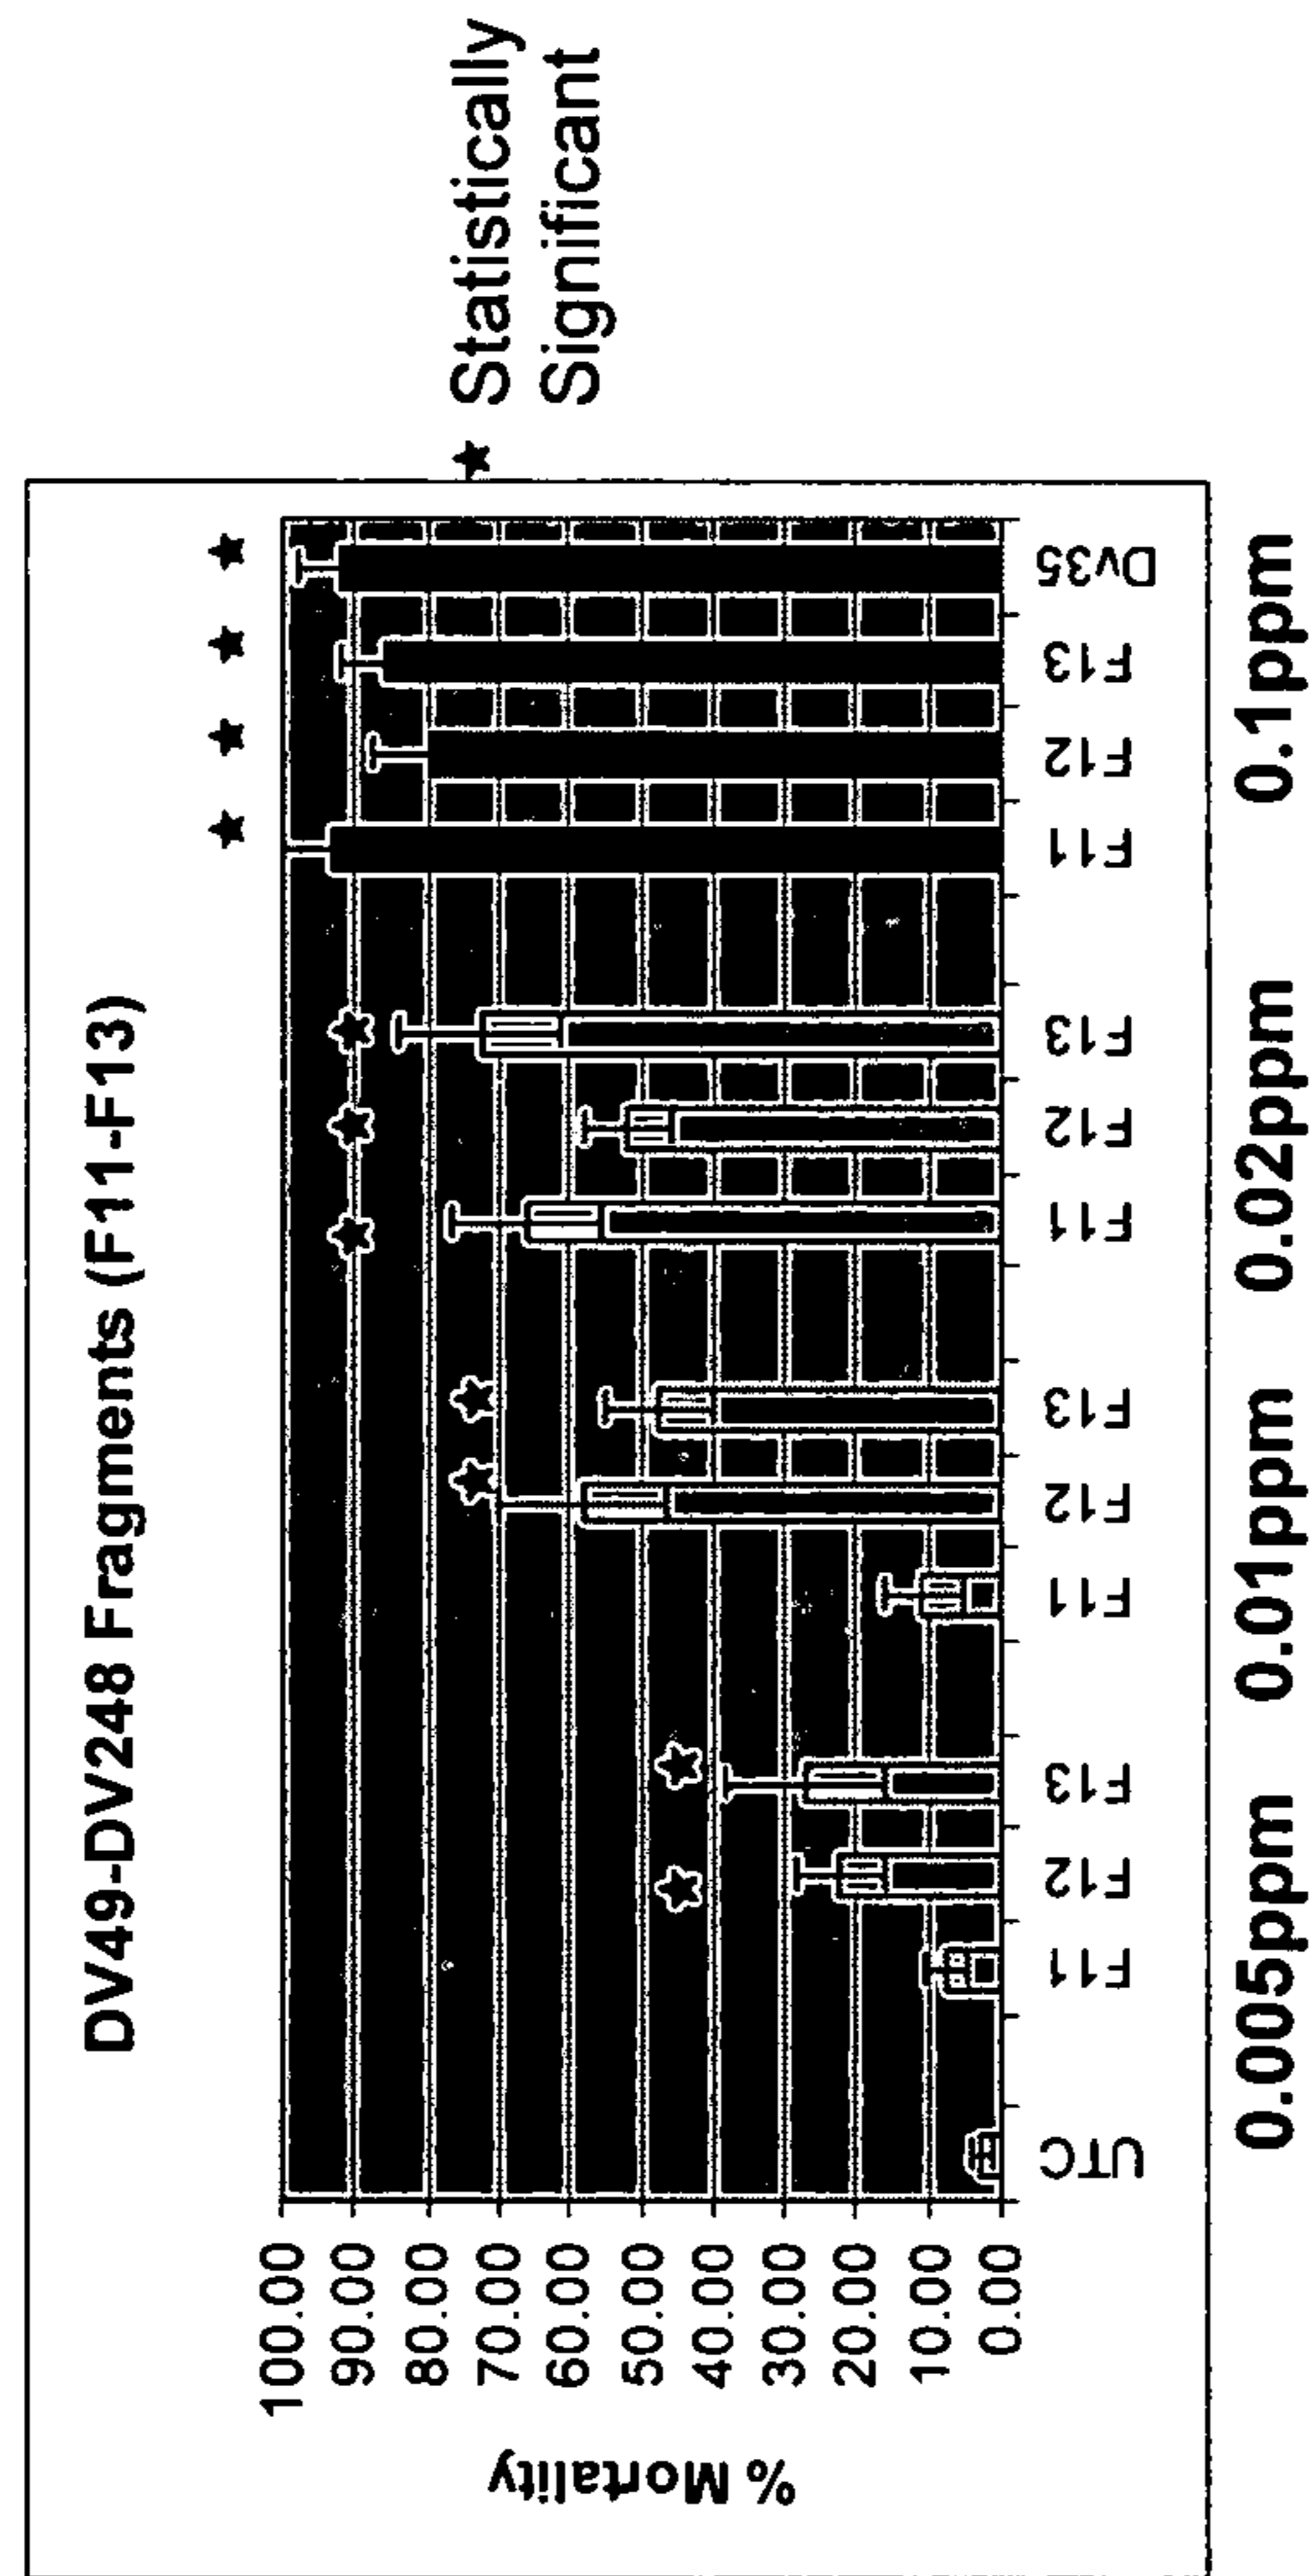 DV49-DV248 Fragments (F11-F13)
% Mortality
100.00
90.00
80.00
70.00
60.00
50.00
40.00
30.00
20.00
10.00
0.00
UTC F11 F12 F13 F11 F12 F13 F11 F12 F13 F11 F12 F13 Dv35
0.005ppm 0.01ppm 0.02ppm 0.1ppm
★ Statistically
Significant